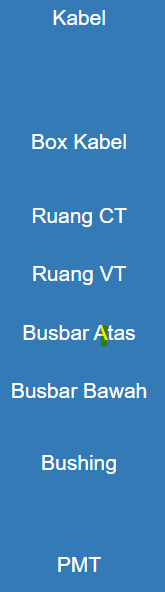 Kabel
Box Kabel
Ruang CT
Ruang VT
Busbar Atas
Busbar Bawah
Bushing
PMT